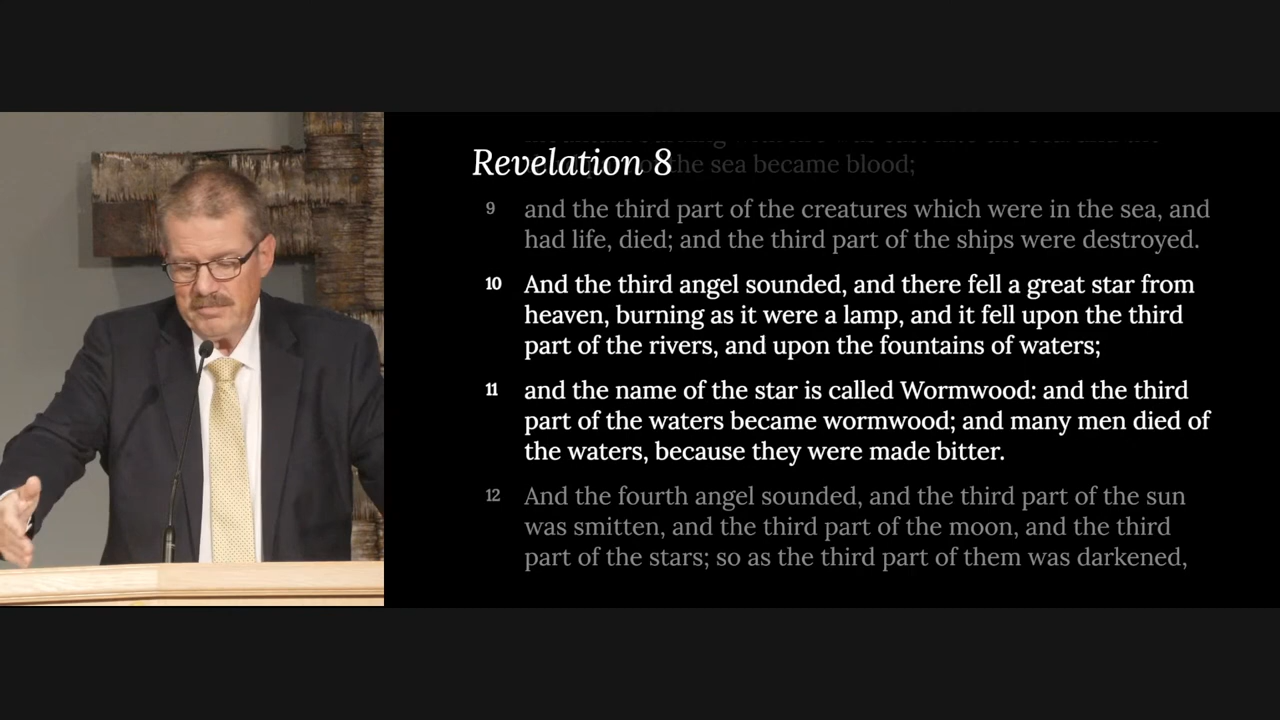 Revelation 8
the sea became blood;
9 and the third part of the creatures which were in the sea, and
had life, died; and the third part of the ships were destroyed.
10 And the third angel sounded, and there fell a great star from
heaven, burning as it were a lamp, and it fell upon the third
part of the rivers, and upon the fountains of waters;
11 and the name of the star is called Wormwood: and the third
part of the waters became wormwood; and many men died of
the waters, because they were made bitter.
12 And the fourth angel sounded, and the third part of the sun
was smitten, and the third part of the moon, and the third
part of the stars; so as the third part of them was darkened,